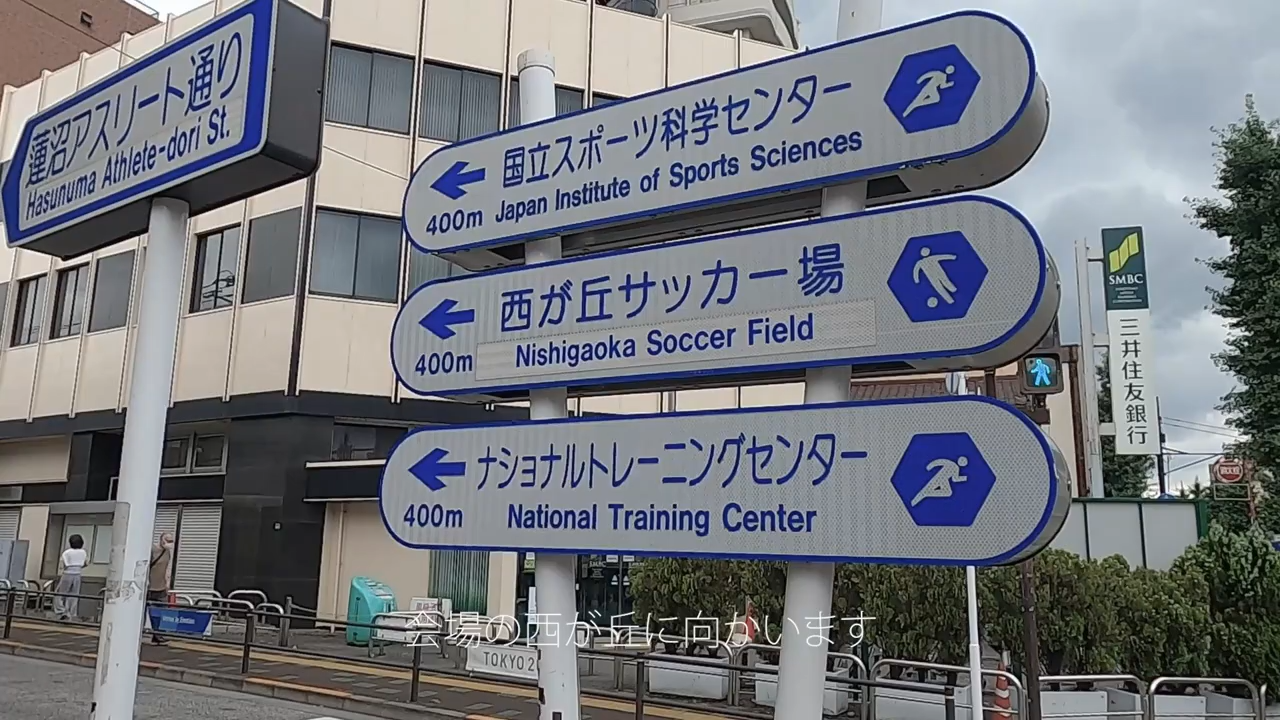 蓮沼アスリート通り
Hasunuma Athlete-dori St.
国立スポーツ科学センター
400m Japan Institute of Sports Sciences
西が丘サッカー場
400m Nishigaoka Soccer Field
ナショナルトレーニングセンター
400m National Training Center
SMBC
三井住友銀行
会場の西が丘に向かいます
TOKYO2